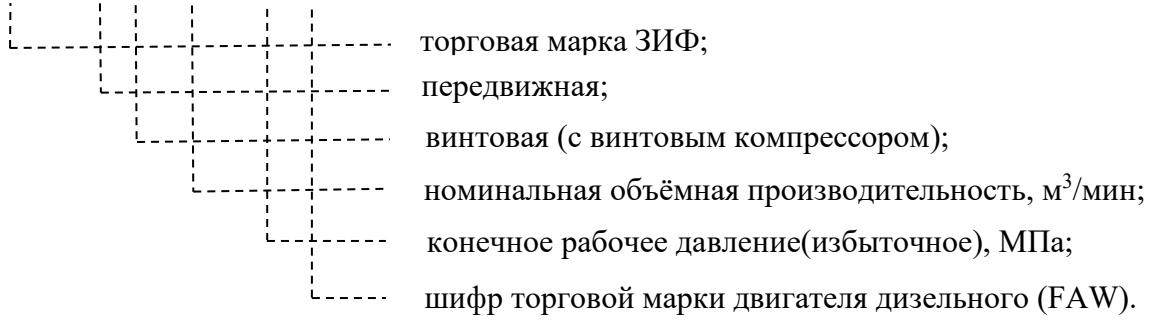 торговая марка ЗИФ;
передвижная;
винтовая (с винтовым компрессором);
номинальная объёмная производительность, м³/мин;
конечное рабочее давление(избыточное), МПа;
шифр торговой марки двигателя дизельного (FAW).